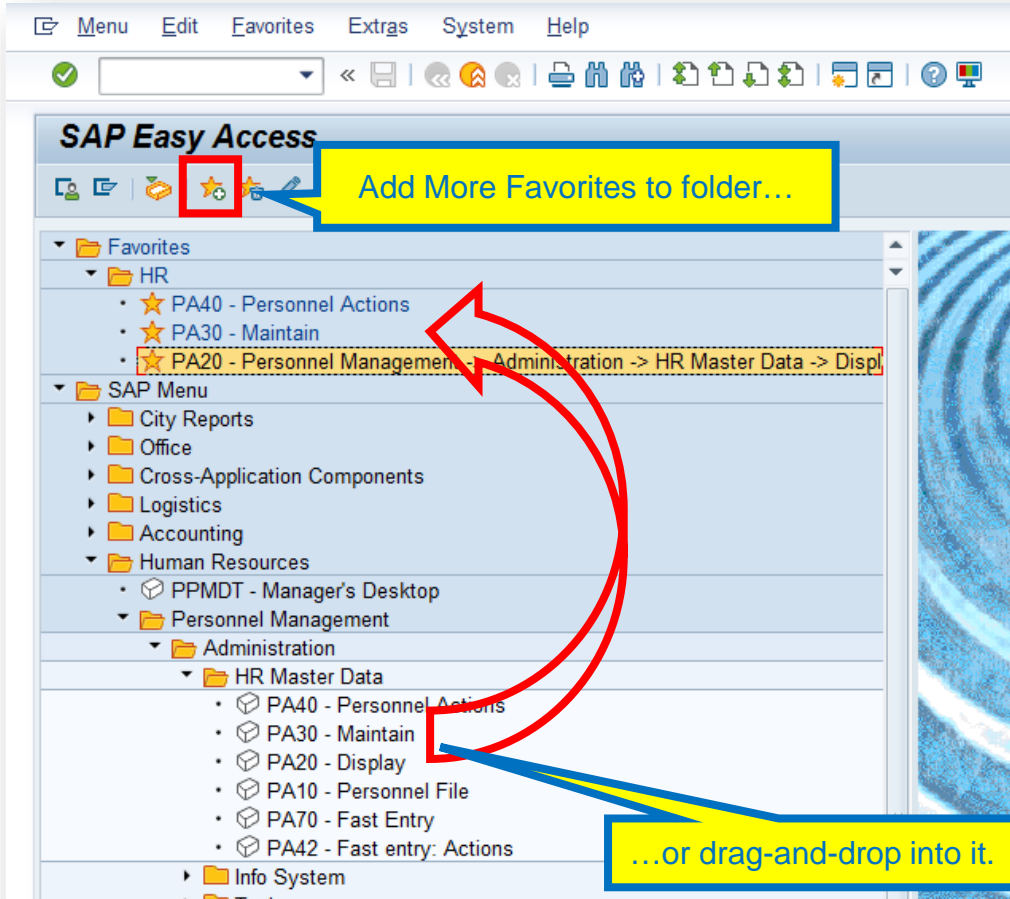 Menu Edit Favorites Extras System Help
SAP Easy Access
Add More Favorites to folder…
Favorites
HR
PA40 - Personnel Actions
PA30 - Maintain
PA20 - Personnel Management -> Administration -> HR Master Data -> Displ
SAP Menu
City Reports
Office
Cross-Application Components
Logistics
Accounting
Human Resources
PPMDT - Manager's Desktop
Personnel Management
Administration
HR Master Data
PA40 - Personnel Actions
PA30 - Maintain
PA20 - Display
PA10 - Personnel File
PA70 - Fast Entry
PA42 - Fast entry: Actions
…or drag-and-drop into it.
Info System